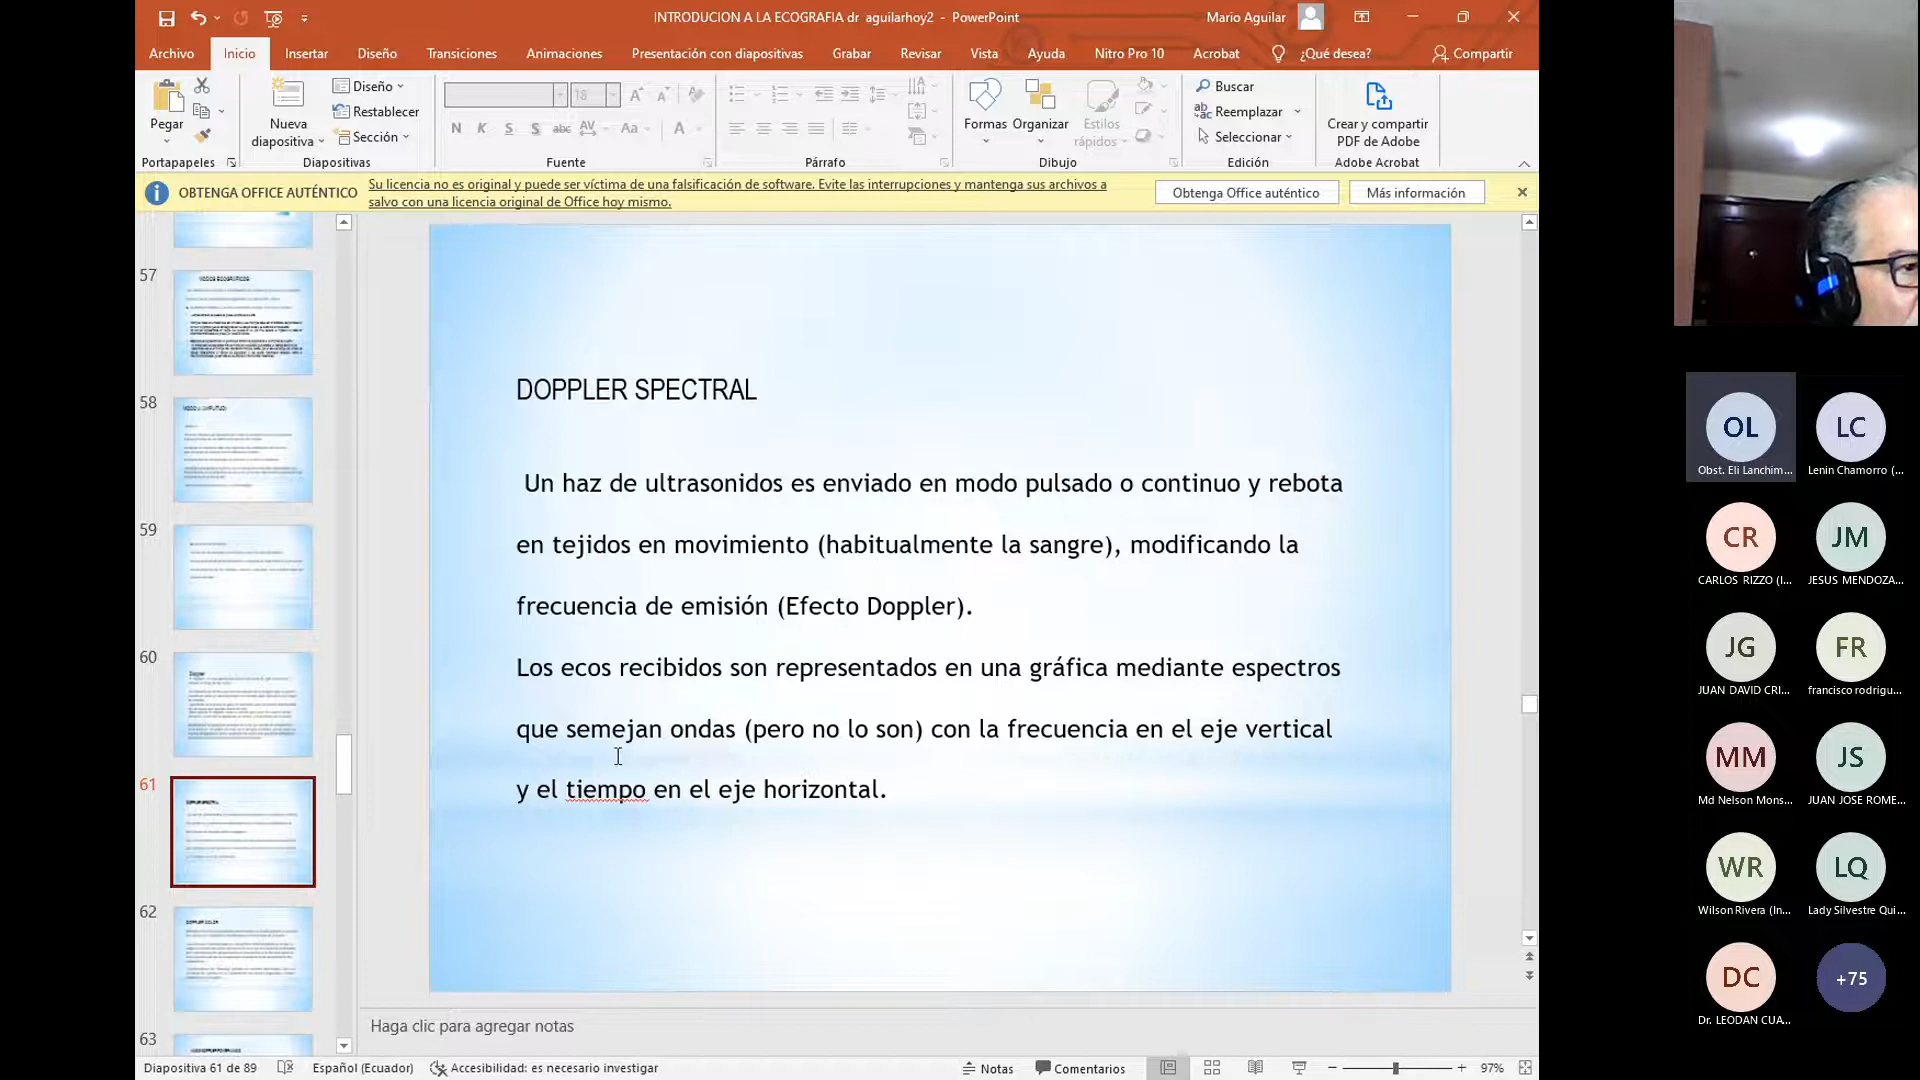 INTRODUCION A LA ECOGRAFIA dr aguilarhoy2 - PowerPoint
Mario Aguilar
Archivo Inicio Insertar Diseño Transiciones Animaciones Presentación con diapositivas Grabar Revisar Vista Ayuda Nitro Pro 10 Acrobat ¿Qué desea? Compartir
Pegar
Portapapeles
Nueva diapositiva
Diseño
Restablecer
Sección
Diapositivas
18
N K S S abc AV Aa A
Fuente
Párrafo
Formas
Organizar
Estilos rápidos
Dibujo
Buscar
Reemplazar
Seleccionar
Edición
Crear y compartir
PDF de Adobe
Adobe Acrobat
OBTENGA OFFICE AUTÉNTICO
Su licencia no es original y puede ser víctima de una falsificación de software. Evite las interrupciones y mantenga sus archivos a
salvo con una licencia original de Office hoy mismo.
Obtenga Office auténtico
Más información
57
58
59
60
61
62
63
DOPPLER SPECTRAL
Un haz de ultrasonidos es enviado en modo pulsado o continuo y rebota
en tejidos en movimiento (habitualmente la sangre), modificando la
frecuencia de emisión (Efecto Doppler).
Los ecos recibidos son representados en una gráfica mediante espectros
que semejan ondas (pero no lo son) con la frecuencia en el eje vertical
y el tiempo en el eje horizontal.
Haga clic para agregar notas
Diapositiva 61 de 89 Español (Ecuador) Accesibilidad: es necesario investigar Notas Comentarios 97%
OL
Obst. Eli Lanchim...
LC
Lenin Chamorro (...
CR
CARLOS RIZZO (I...
JM
JESUS MENDOZA...
JG
JUAN DAVID CRI...
FR
francisco rodrigu...
MM
Md Nelson Mons...
JS
JUAN JOSE ROME...
WR
Wilson Rivera (In...
LQ
Lady Silvestre Qui...
DC
Dr. LEODAN CUA...
+75